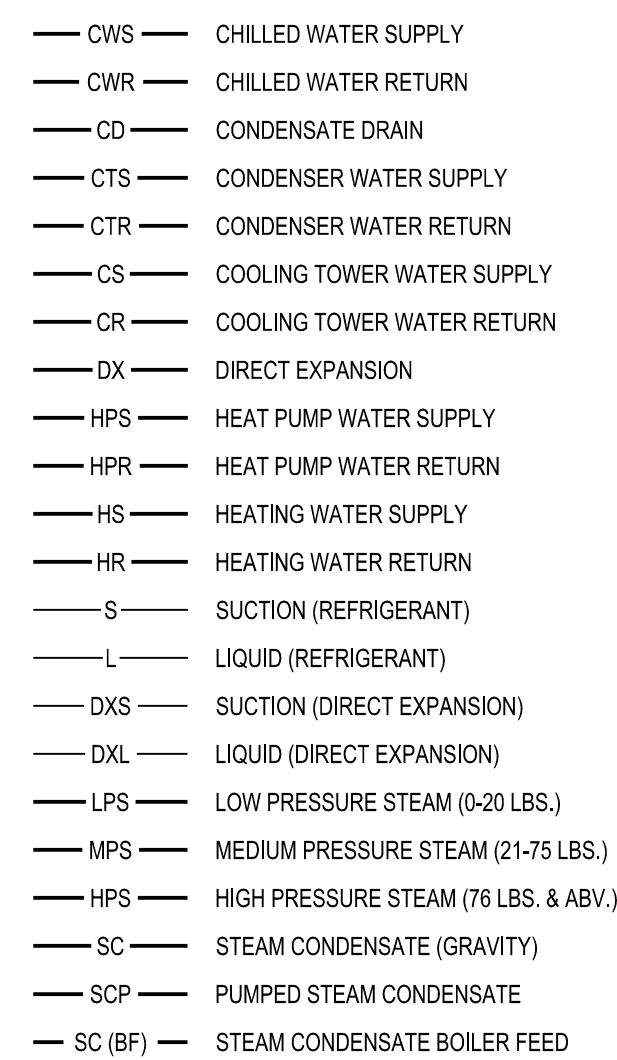 CWS CHILLED WATER SUPPLY
CWR CHILLED WATER RETURN
CD CONDENSATE DRAIN
CTS CONDENSER WATER SUPPLY
CTR CONDENSER WATER RETURN
CS COOLING TOWER WATER SUPPLY
CR COOLING TOWER WATER RETURN
DX DIRECT EXPANSION
HPS HEAT PUMP WATER SUPPLY
HPR HEAT PUMP WATER RETURN
HS HEATING WATER SUPPLY
HR HEATING WATER RETURN
S SUCTION (REFRIGERANT)
L LIQUID (REFRIGERANT)
DXS SUCTION (DIRECT EXPANSION)
DXL LIQUID (DIRECT EXPANSION)
LPS LOW PRESSURE STEAM (0-20 LBS.)
MPS MEDIUM PRESSURE STEAM (21-75 LBS.)
HPS HIGH PRESSURE STEAM (76 LBS. & ABV.)
SC STEAM CONDENSATE (GRAVITY)
SCP PUMPED STEAM CONDENSATE
SC (BF) STEAM CONDENSATE BOILER FEED